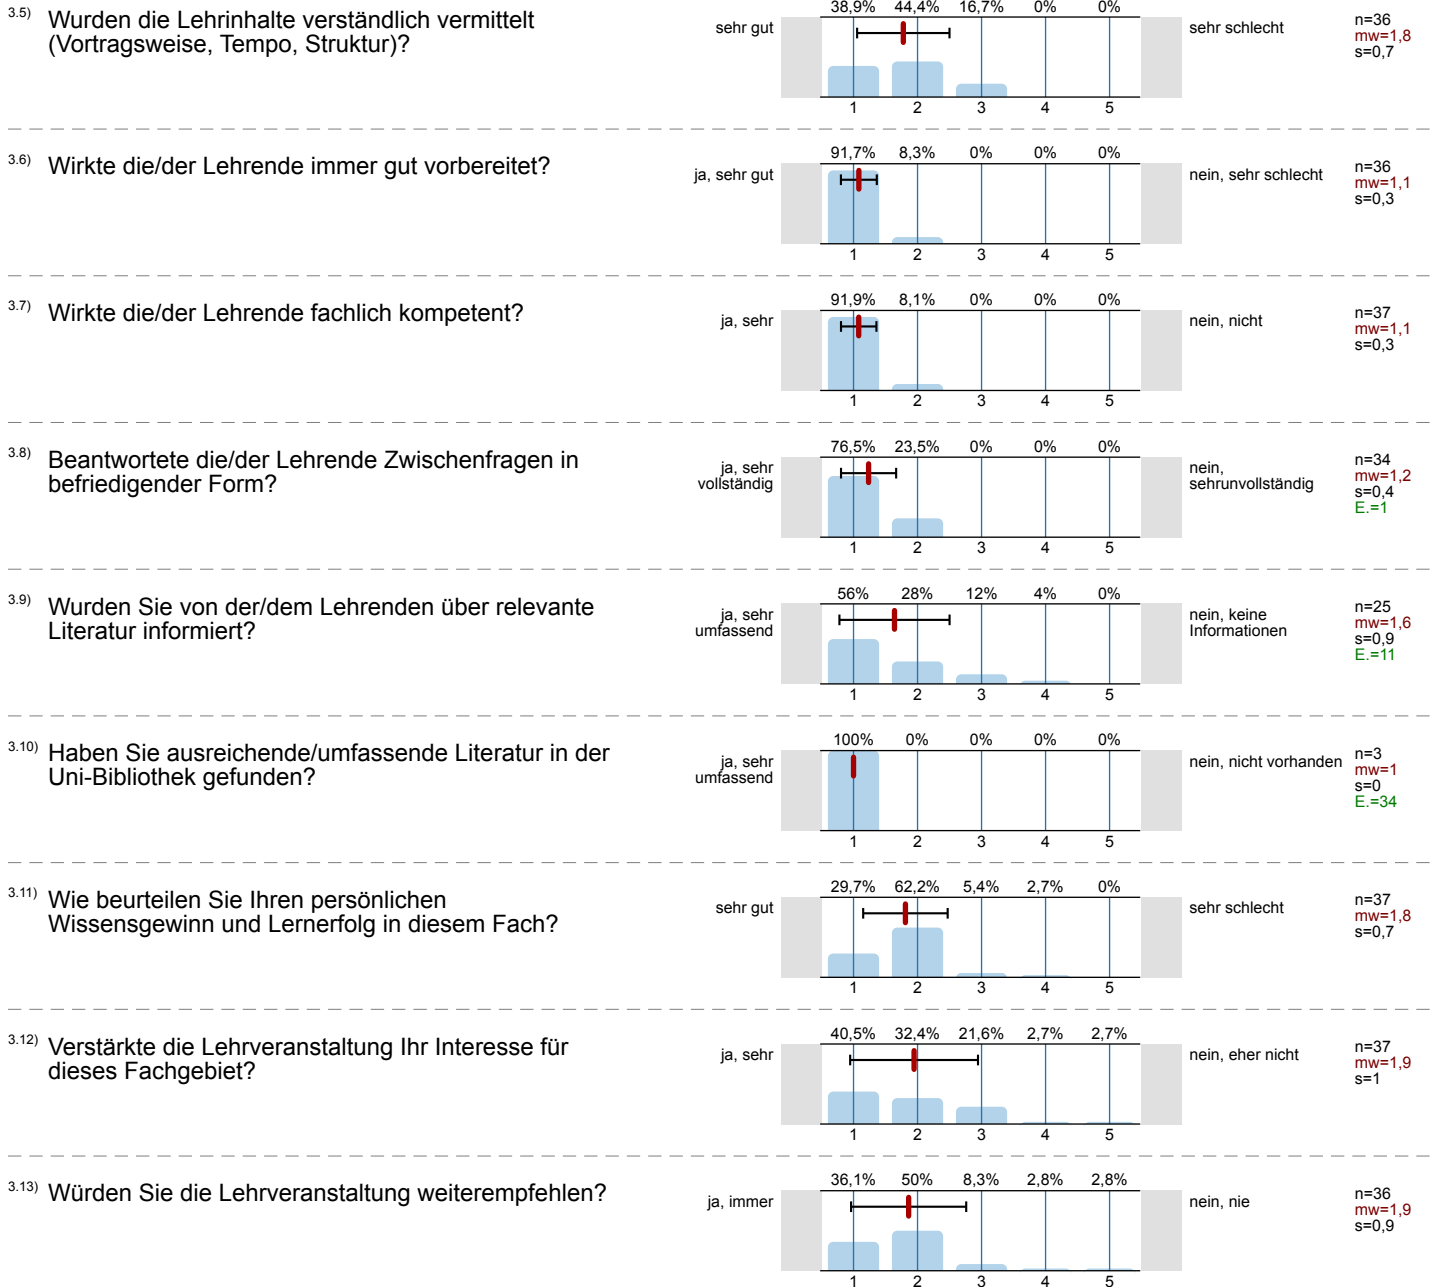 3.5) Wurden die Lehrinhalte verständlich vermittelt
(Vortragsweise, Tempo, Struktur)?
sehr gut
38,9% 44,4% 16,7% 0% 0%
1 2 3 4 5
sehr schlecht
n=36
mw=1,8
s=0,7
3.6) Wirkte die/der Lehrende immer gut vorbereitet?
ja, sehr gut
91,7% 8,3% 0% 0% 0%
1 2 3 4 5
nein, sehr schlecht
n=36
mw=1,1
s=0,3
3.7) Wirkte die/der Lehrende fachlich kompetent?
ja, sehr
91,9% 8,1% 0% 0% 0%
1 2 3 4 5
nein, nicht
n=37
mw=1,1
s=0,3
3.8) Beantwortete die/der Lehrende Zwischenfragen in
befriedigender Form?
ja, sehr
vollständig
76,5% 23,5% 0% 0% 0%
1 2 3 4 5
nein,
sehrunvollständig
n=34
mw=1,2
s=0,4
E.=1
3.9) Wurden Sie von der/dem Lehrenden über relevante
Literatur informiert?
ja, sehr
umfassend
56% 28% 12% 4% 0%
1 2 3 4 5
nein, keine
Informationen
n=25
mw=1,6
s=0,9
E.=11
3.10) Haben Sie ausreichende/umfassende Literatur in der
Uni-Bibliothek gefunden?
ja, sehr
umfassend
100% 0% 0% 0% 0%
1 2 3 4 5
nein, nicht vorhanden
n=3
mw=1
s=0
E.=34
3.11) Wie beurteilen Sie Ihren persönlichen
Wissensgewinn und Lernerfolg in diesem Fach?
sehr gut
29,7% 62,2% 5,4% 2,7% 0%
1 2 3 4 5
sehr schlecht
n=37
mw=1,8
s=0,7
3.12) Verstärkte die Lehrveranstaltung Ihr Interesse für
dieses Fachgebiet?
ja, sehr
40,5% 32,4% 21,6% 2,7% 2,7%
1 2 3 4 5
nein, eher nicht
n=37
mw=1,9
s=1
3.13) Würden Sie die Lehrveranstaltung weiterempfehlen?
ja, immer
36,1% 50% 8,3% 2,8% 2,8%
1 2 3 4 5
nein, nie
n=36
mw=1,9
s=0,9